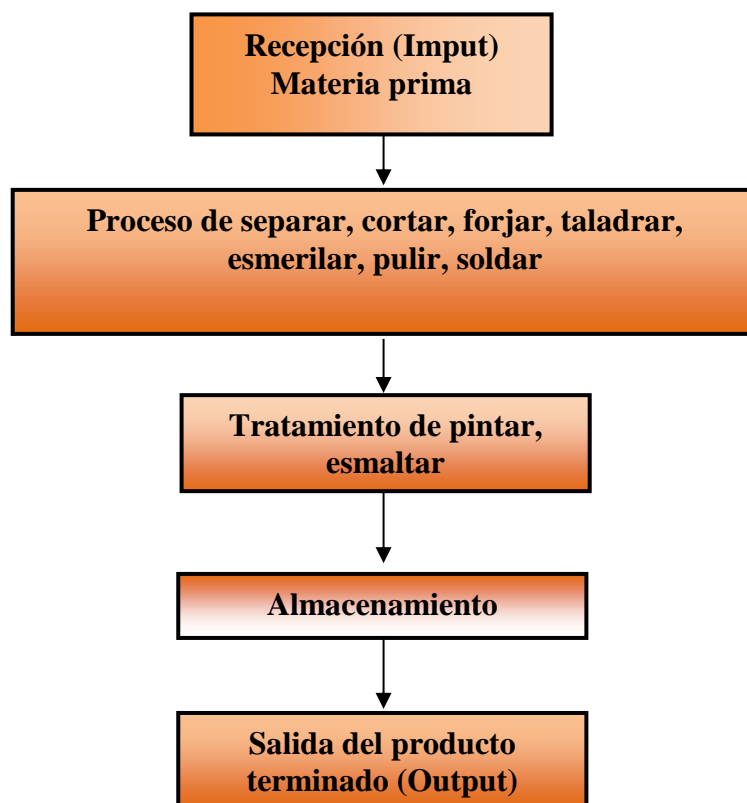 Recepción (Imput)
Materia prima
Proceso de separar, cortar, forjar, taladrar,
esmerilar, pulir, soldar
Tratamiento de pintar,
esmaltar
Almacenamiento
Salida del producto
terminado (Output)